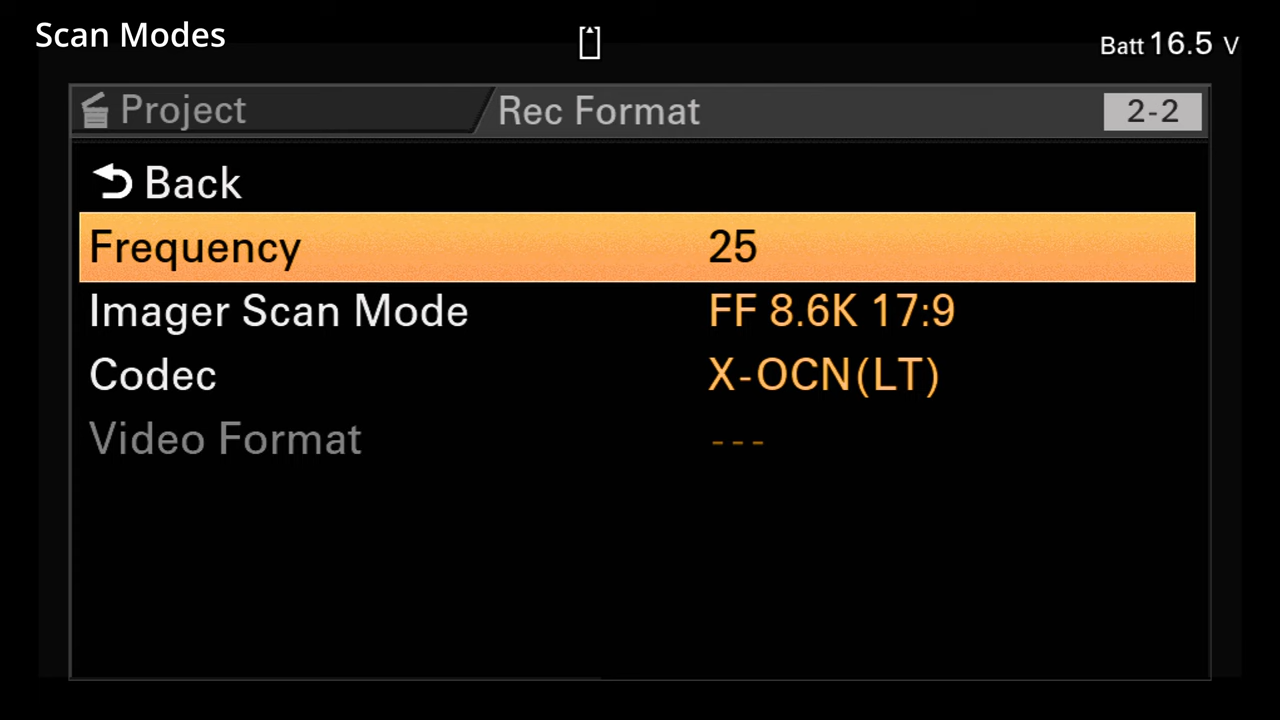 Scan Modes
Batt 16.5 V
Project
Rec Format
2-2
Back
Frequency 25
Imager Scan Mode FF 8.6K 17:9
Codec X-OCN(LT)
Video Format ---